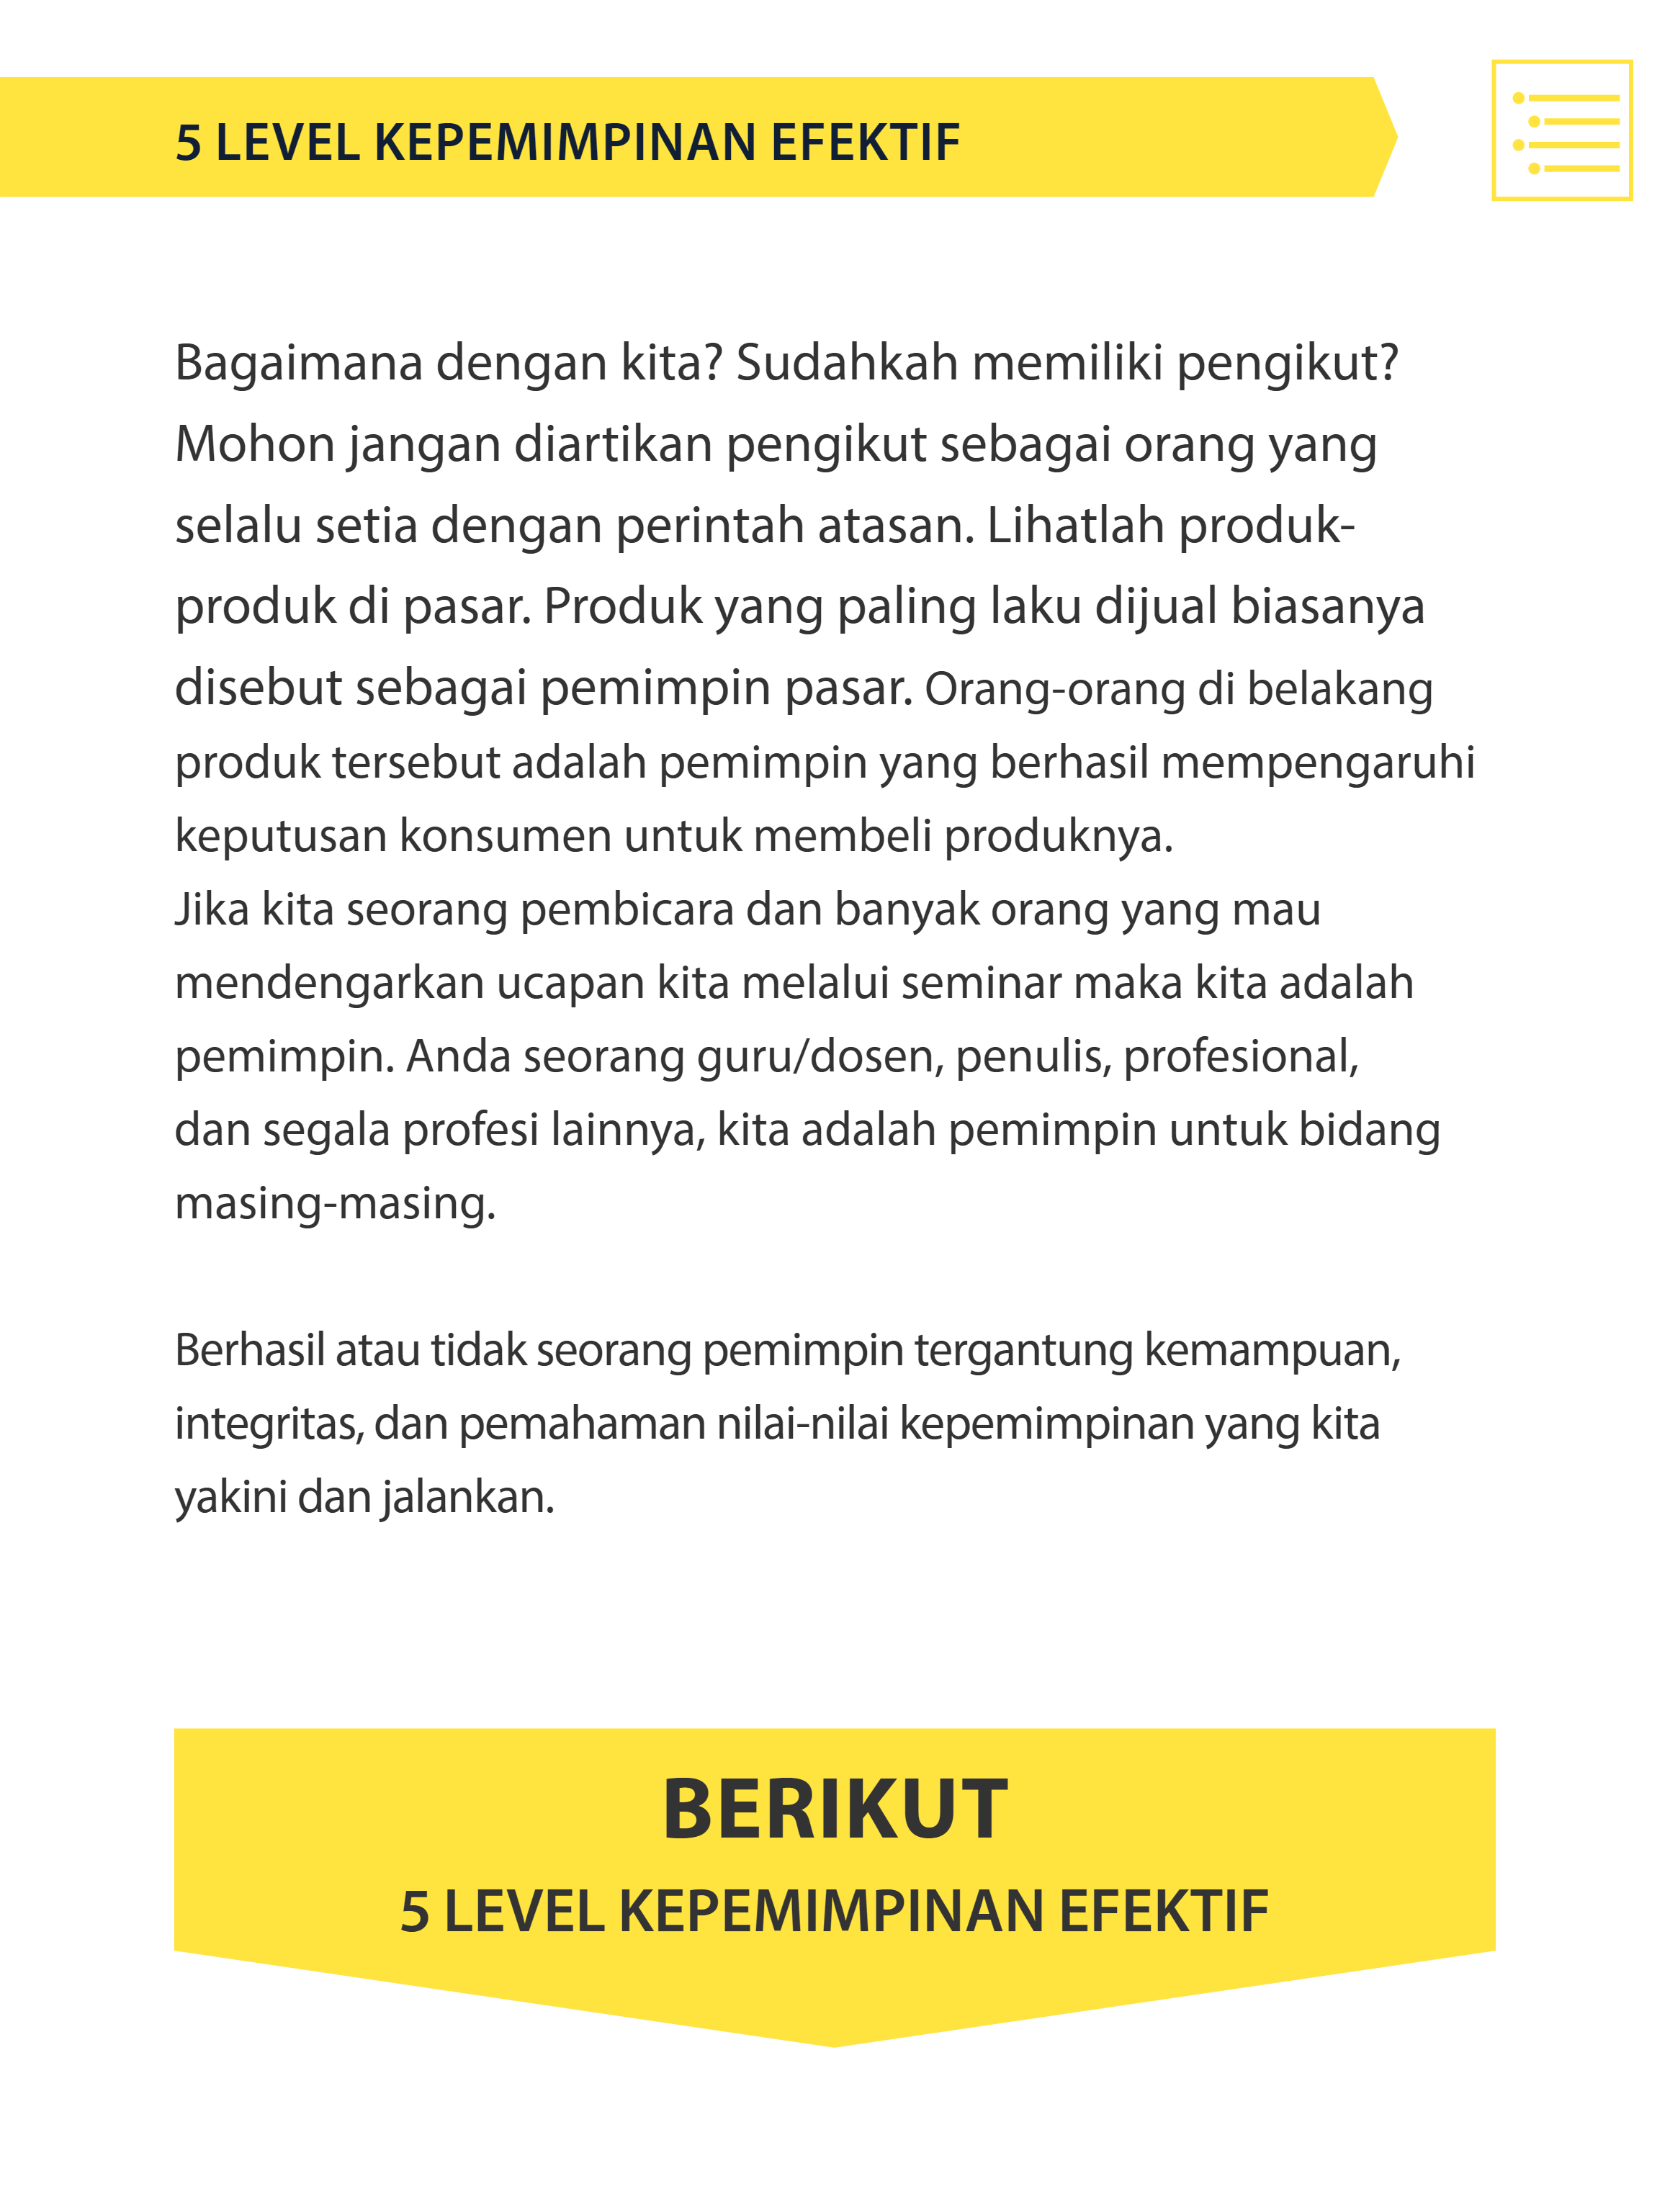 5 LEVEL KEPEMIMPINAN EFEKTIF
Bagaimana dengan kita? Sudahkah memiliki pengikut?
Mohon jangan diartikan pengikut sebagai orang yang
selalu setia dengan perintah atasan. Lihatlah produk-
produk di pasar. Produk yang paling laku dijual biasanya
disebut sebagai pemimpin pasar. Orang-orang di belakang
produk tersebut adalah pemimpin yang berhasil mempengaruhi
keputusan konsumen untuk membeli produknya.
Jika kita seorang pembicara dan banyak orang yang mau
mendengarkan ucapan kita melalui seminar maka kita adalah
pemimpin. Anda seorang guru/dosen, penulis, profesional,
dan segala profesi lainnya, kita adalah pemimpin untuk bidang
masing-masing.
Berhasil atau tidak seorang pemimpin tergantung kemampuan,
integritas, dan pemahaman nilai-nilai kepemimpinan yang kita
yakini dan jalankan.
BERIKUT
5 LEVEL KEPEMIMPINAN EFEKTIF